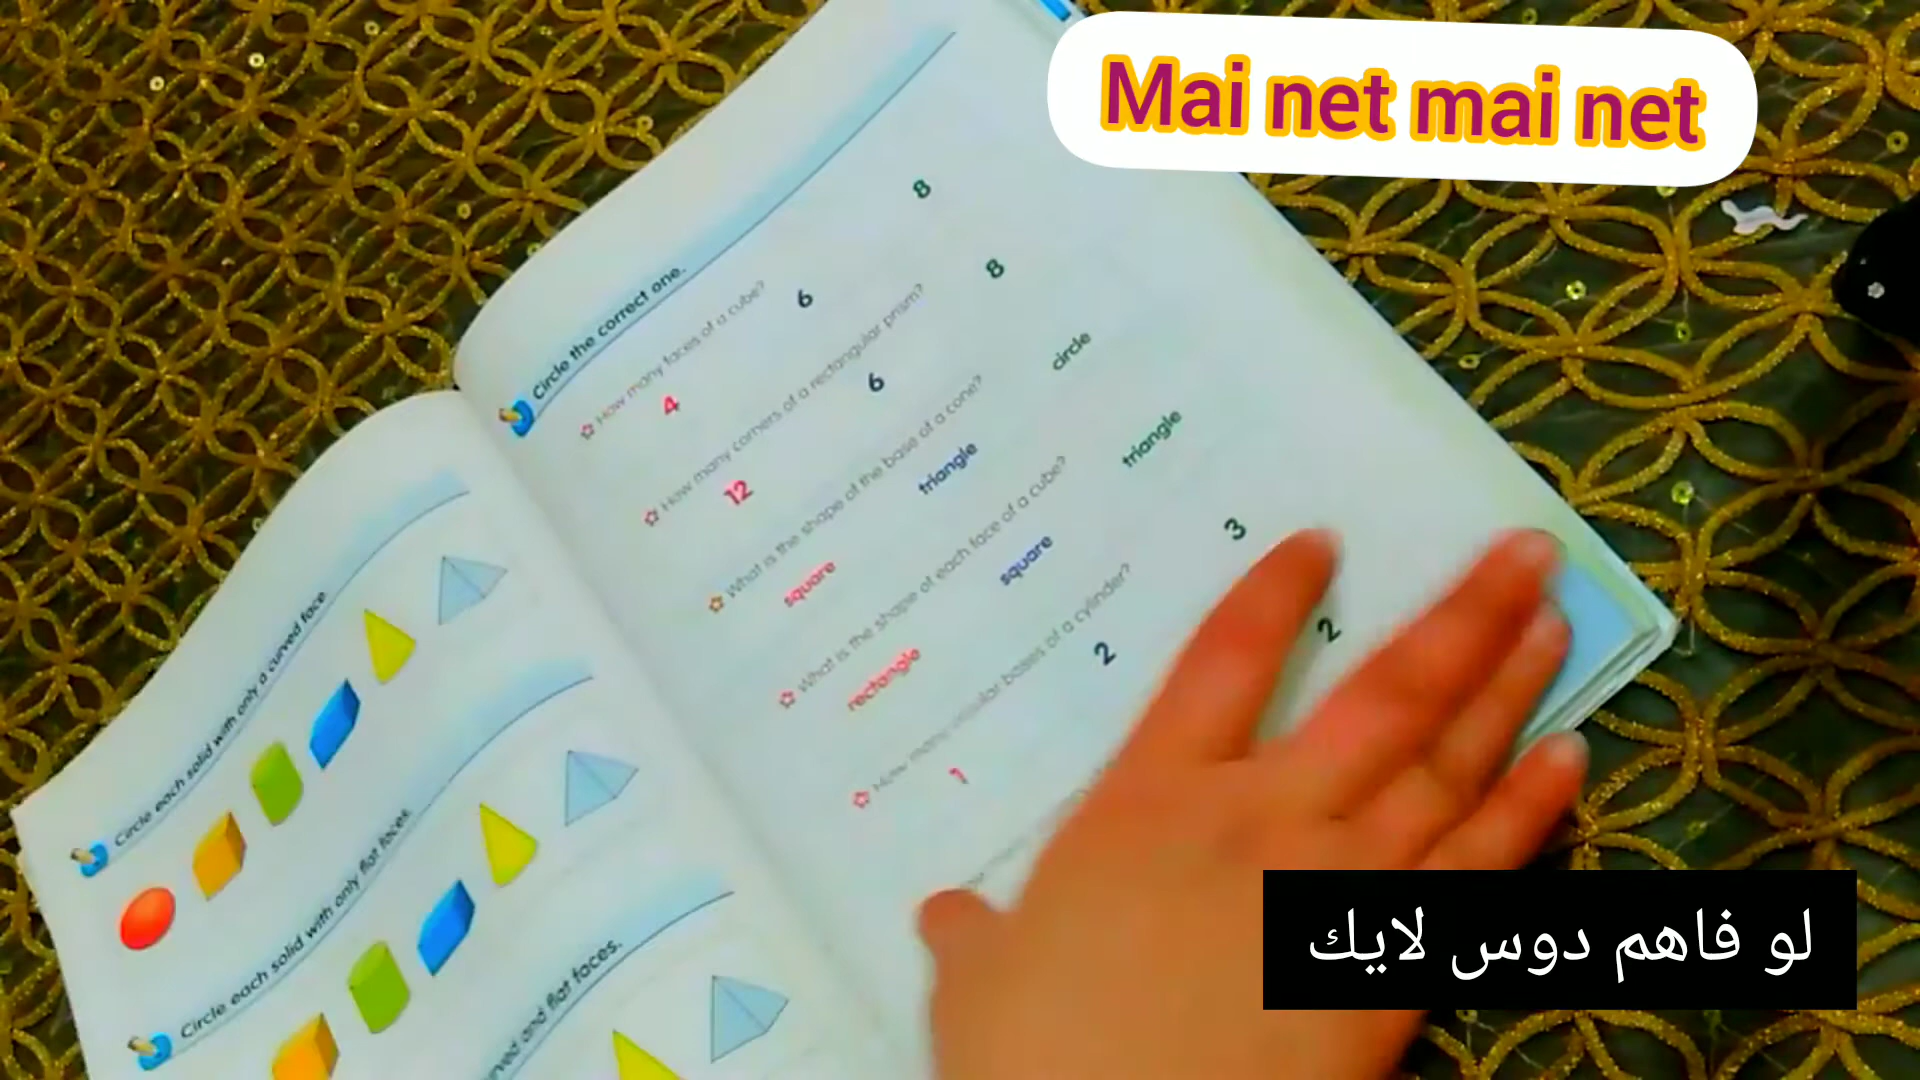 Mai net mai net
Circle the correct one.
How many faces of a cube?
4 6 8
How many corners of a rectangular prism?
12 6 8
What is the shape of the base of a cone?
square triangle circle
What is the shape of each face of a cube?
rectangle square triangle
How many circular bases of a cylinder?
1 2 3
2
Circle each solid with only a curved face.
Circle each solid with only flat faces.
and flat faces.
لو فاهم دوس لايك